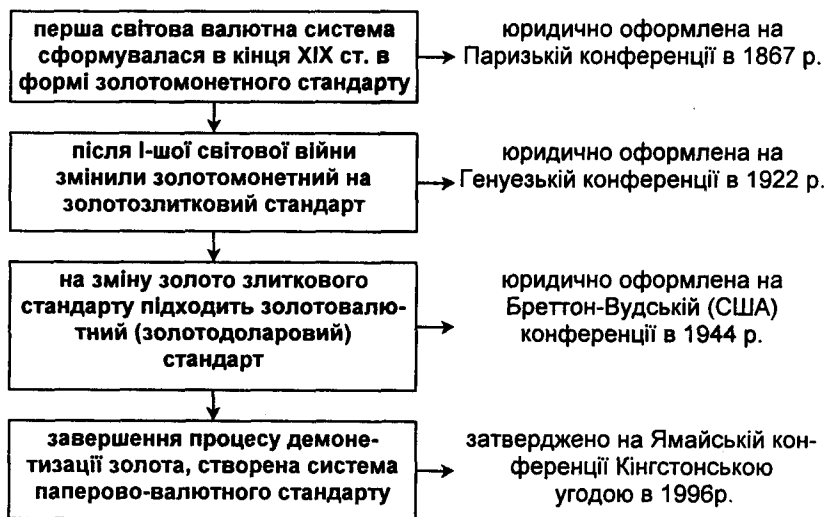 перша світова валютна система
сформувалася в кінця XIX ст. в
формі золотомонетного стандарту
юридично оформлена на
Паризькій конференції в 1867 р.
після I-шої світової війни
змінили золотомонетний на
золотозлитковий стандарт
юридично оформлена на
Генуезькій конференції в 1922 р.
на зміну золото злиткового
стандарту підходить золотовалю-
тний (золотодоларовий)
стандарт
юридично оформлена на
Бреттон-Вудській (США)
конференції в 1944 р.
завершення процесу демоне-
тизації золота, створена система
паперово-валютного стандарту
затверджено на Ямайській кон-
ференції Кінгстонською
угодою в 1996р.